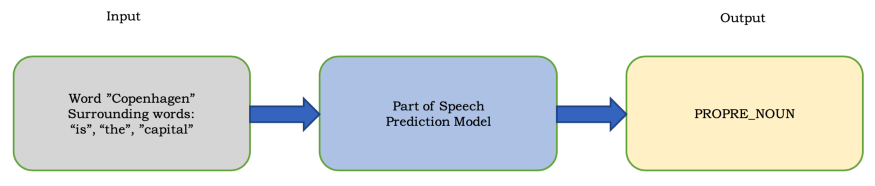 Input
Output
Word ”Copenhagen”
Surrounding words:
“is”, “the”, ”capital”
Part of Speech
Prediction Model
PROPRE_NOUN